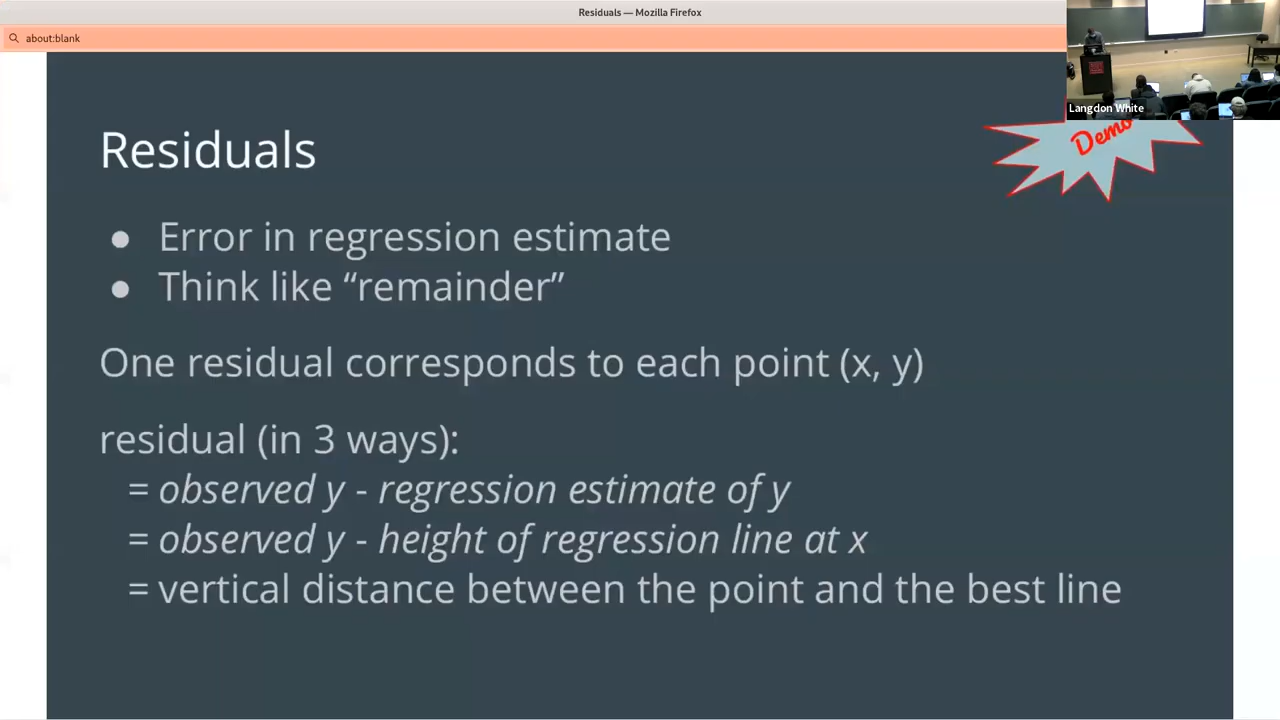 Residuals — Mozilla Firefox
about:blank
Langdon White
Demo
Residuals
● Error in regression estimate
● Think like “remainder”
One residual corresponds to each point (x, y)
residual (in 3 ways):
= observed y - regression estimate of y
= observed y - height of regression line at x
= vertical distance between the point and the best line